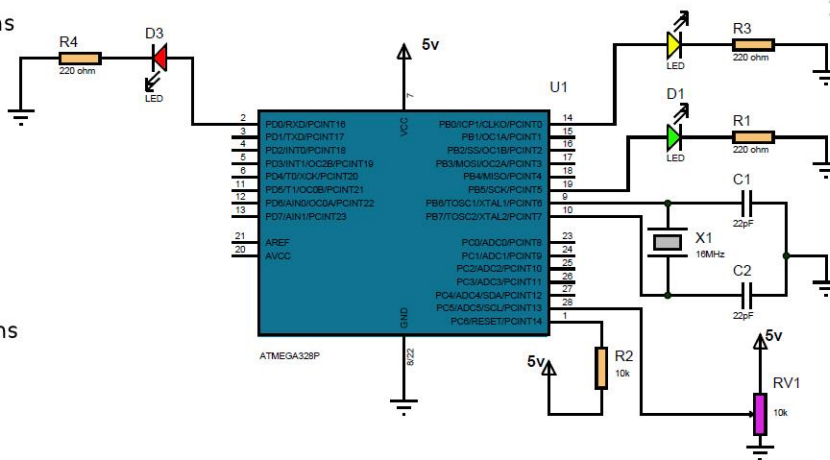 ns
R4
220 ohm
D3
LED
5v
U1
LED
R3
220 ohm
D1
LED
R1
220 ohm
C1
22pF
X1
16MHz
C2
22pF
7
VCC
2 PD0/RXD/PCINT16
3 PD1/TXD/PCINT17
4 PD2/INT0/PCINT18
5 PD3/INT1/OC2B/PCINT19
6 PD4/T0/XCK/PCINT20
11 PD5/T1/OC0B/PCINT21
12 PD6/AIN0/OC0A/PCINT22
13 PD7/AIN1/PCINT23
21 AREF
20 AVCC
PB0/ICP1/CLKO/PCINT0 14
PB1/OC1A/PCINT1 15
PB2/SS/OC1B/PCINT2 16
PB3/MOSI/OC2A/PCINT3 17
PB4/MISO/PCINT4 18
PB5/SCK/PCINT5 19
PB6/TOSC1/XTAL1/PCINT6 9
PB7/TOSC2/XTAL2/PCINT7 10
PC0/ADC0/PCINT8 23
PC1/ADC1/PCINT9 24
PC2/ADC2/PCINT10 25
PC3/ADC3/PCINT11 26
PC4/ADC4/SDA/PCINT12 27
PC5/ADC5/SCL/PCINT13 28
PC6/RESET/PCINT14 1
GND
8/22
ns
ATMEGA328P
5v
R2
10k
5v
RV1
10k